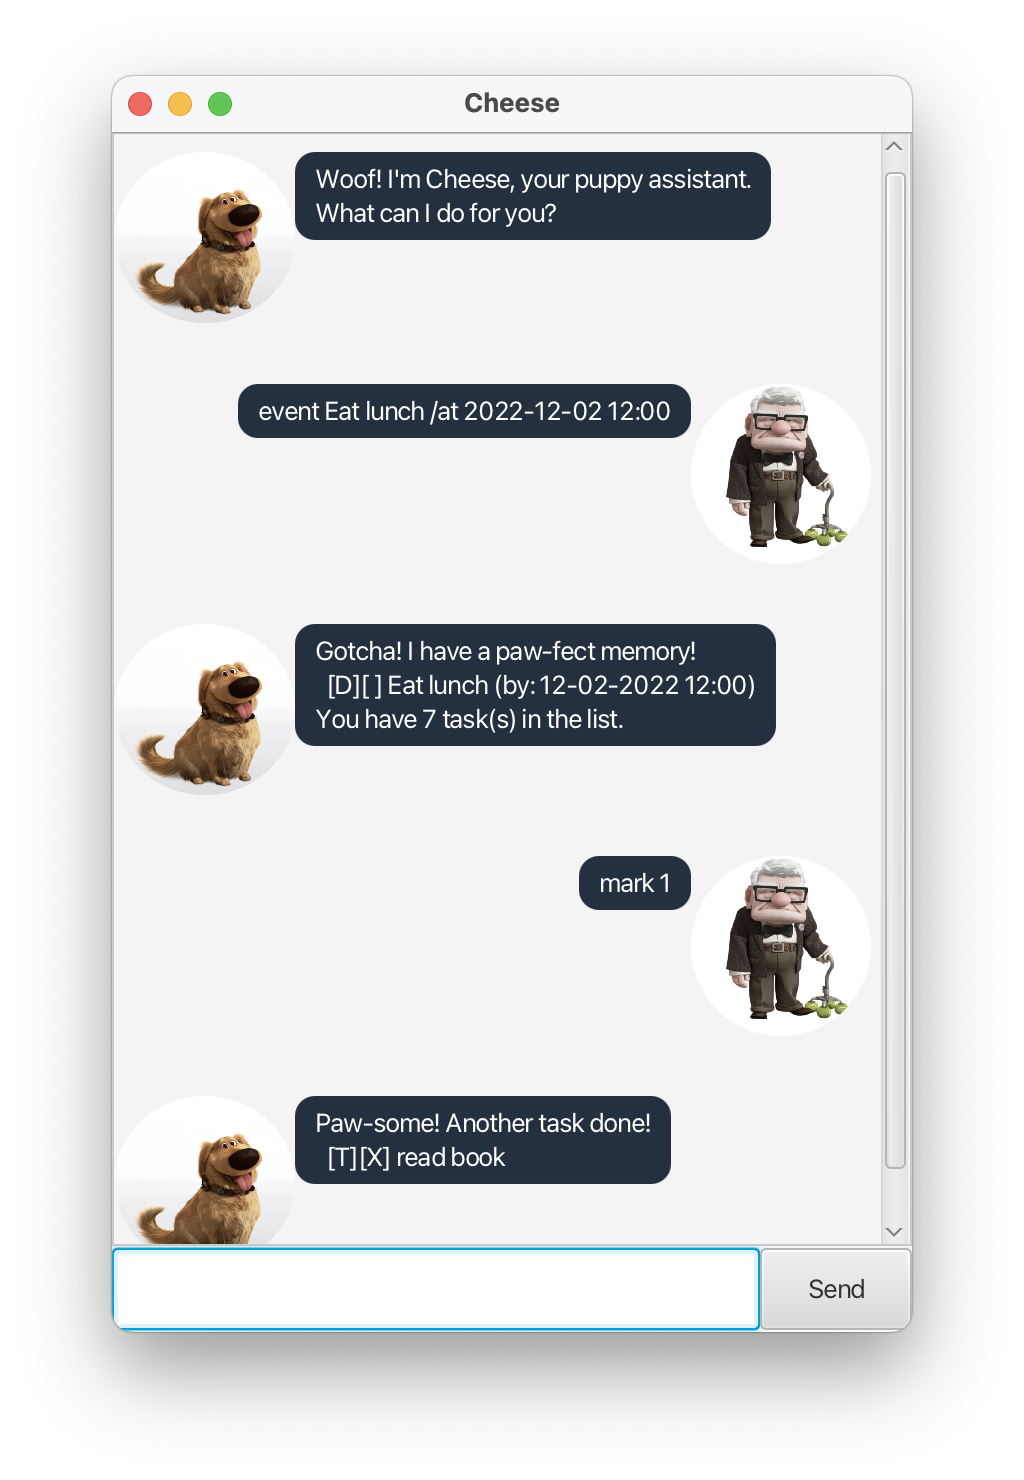 Cheese
Woof! I'm Cheese, your puppy assistant.
What can I do for you?
event Eat lunch /at 2022-12-02 12:00
Gotcha! I have a paw-fect memory!
[D][ ] Eat lunch (by: 12-02-2022 12:00)
You have 7 task(s) in the list.
mark 1
Paw-some! Another task done!
[T][X] read book
Send